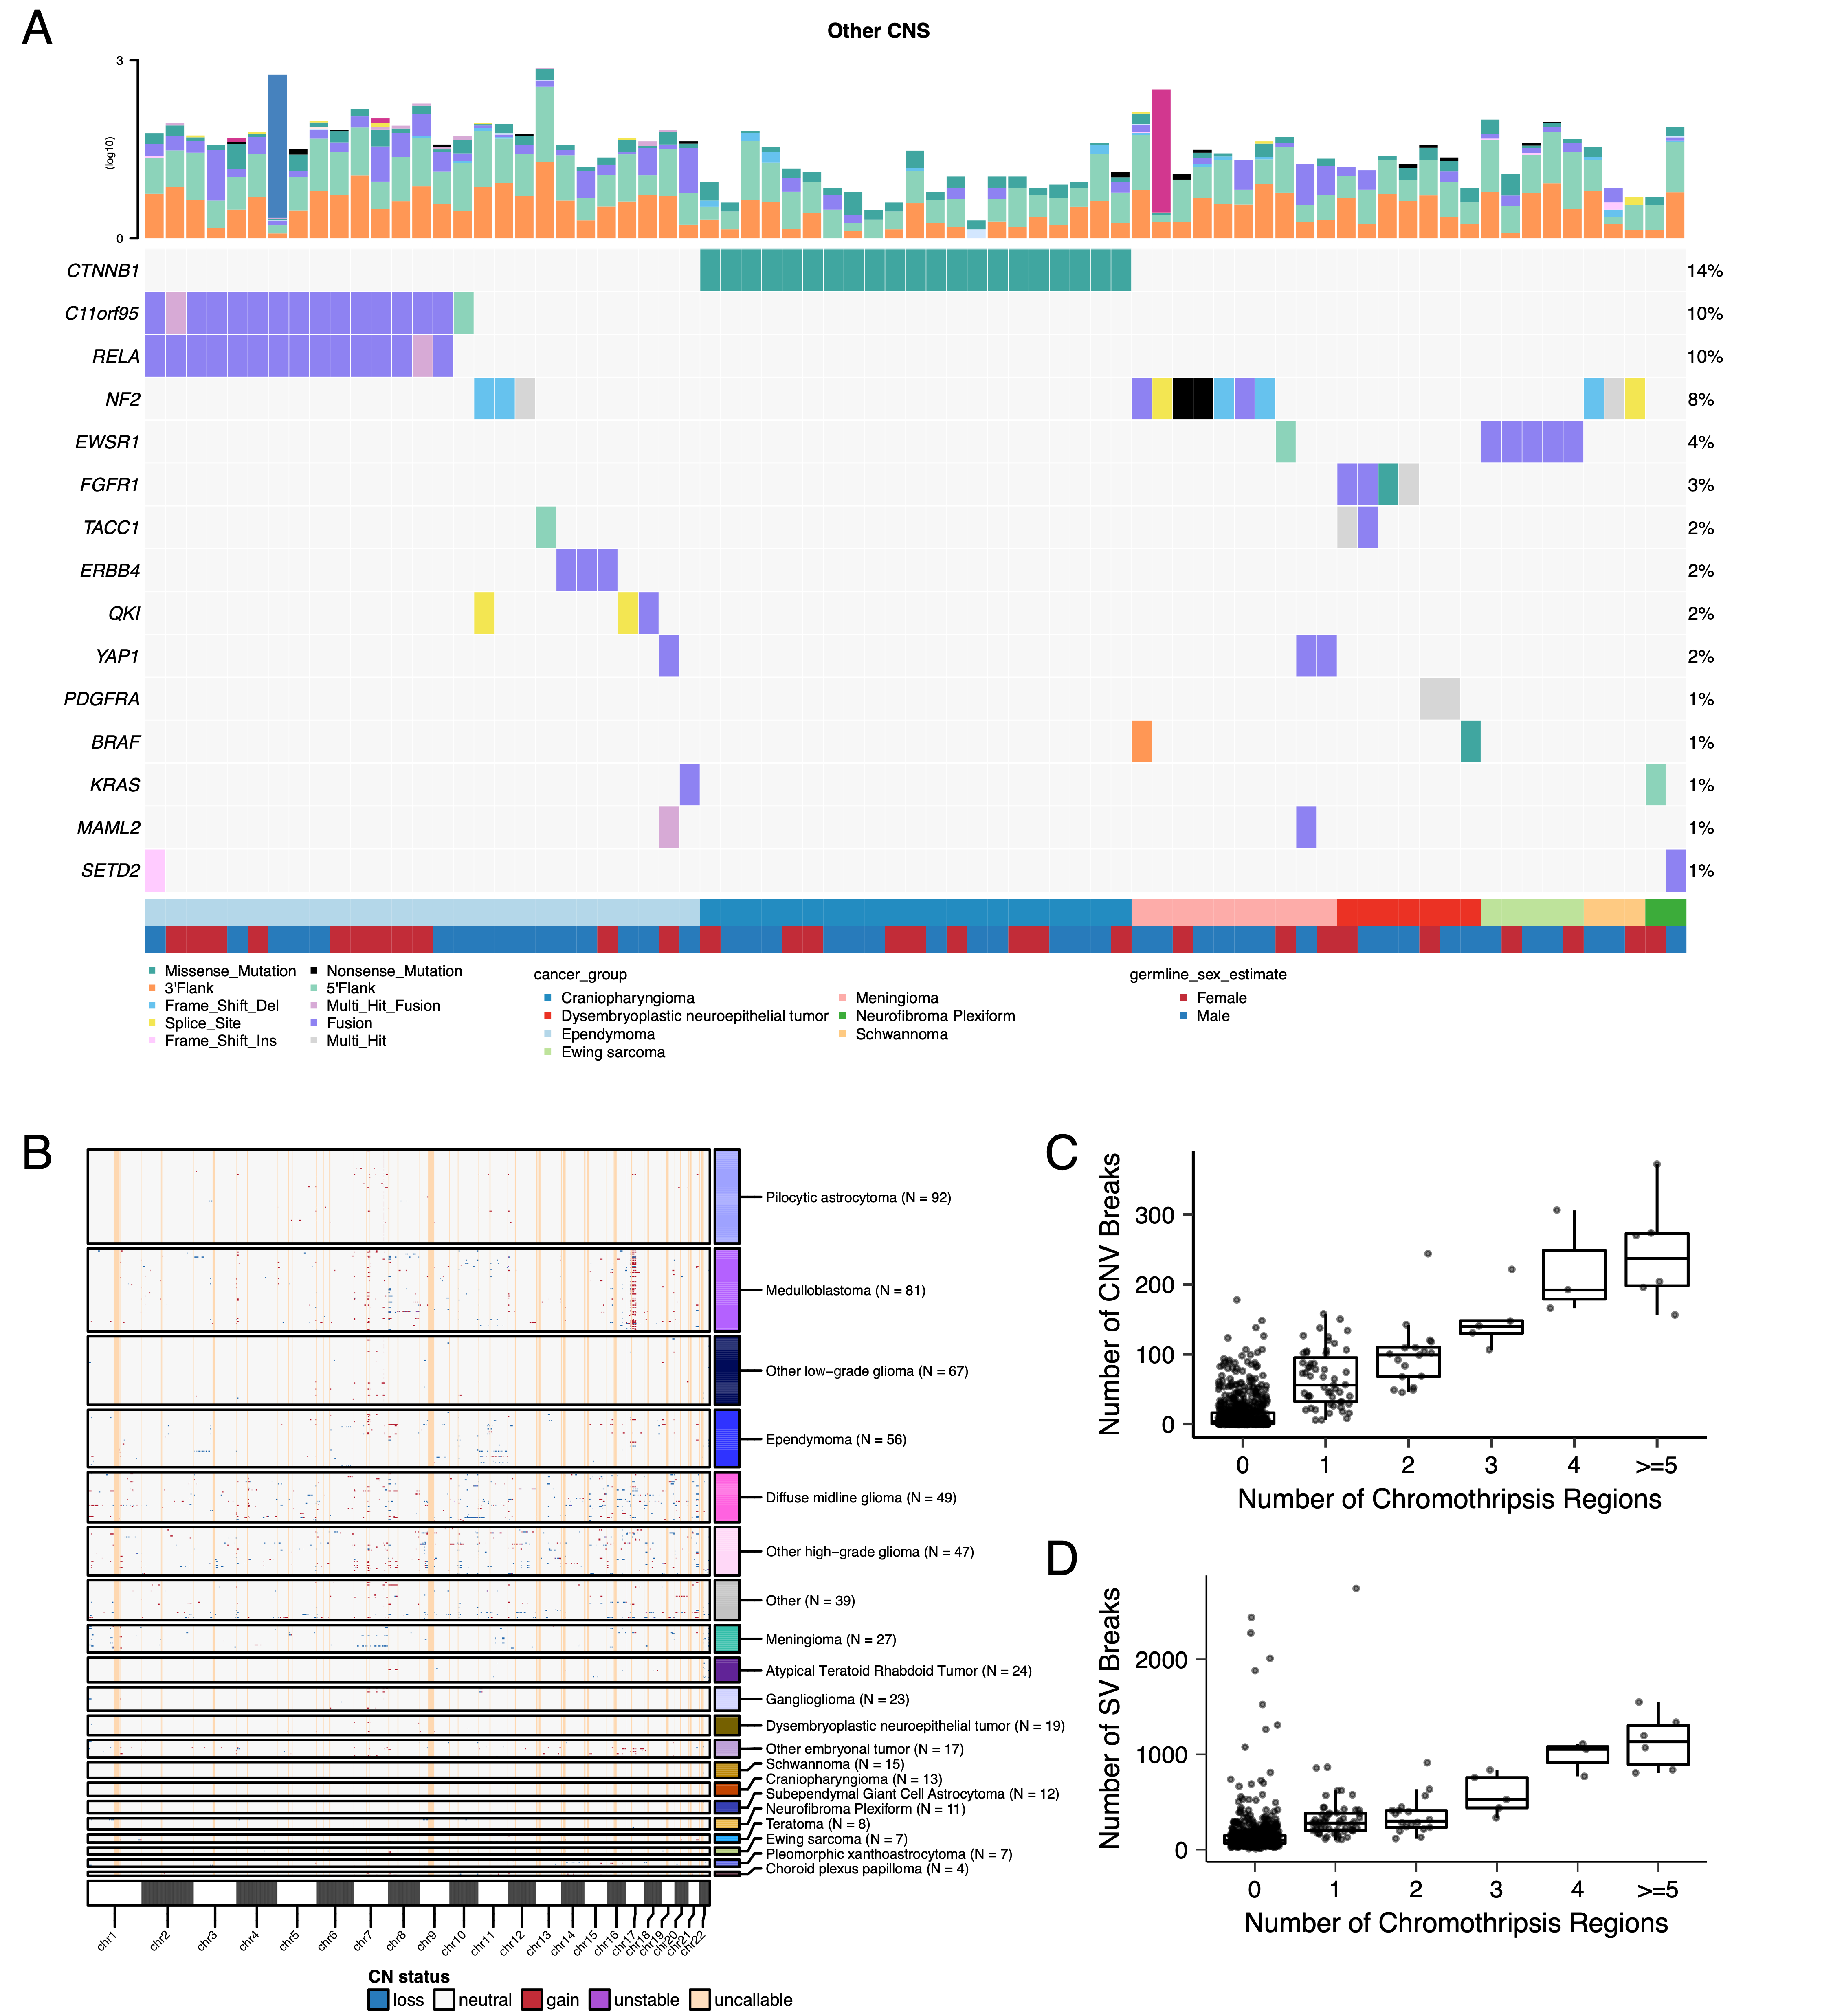 A
Other CNS
3
(log10)
0
CTNNB1 14%
C11orf95 10%
RELA 10%
NF2 8%
EWSR1 4%
FGFR1 3%
TACC1 2%
ERBB4 2%
QKI 2%
YAP1 2%
PDGFRA 1%
BRAF 1%
KRAS 1%
MAML2 1%
SETD2 1%
Missense_Mutation Nonsense_Mutation
3'Flank 5'Flank
Frame_Shift_Del Multi_Hit_Fusion
Splice_Site Fusion
Frame_Shift_Ins Multi_Hit
cancer_group
Craniopharyngioma Meningioma
Dysembryoplastic neuroepithelial tumor Neurofibroma Plexiform
Ependymoma Schwannoma
Ewing sarcoma
germline_sex_estimate
Female
Male
B
Pilocytic astrocytoma (N = 92)
Medulloblastoma (N = 81)
Other low−grade glioma (N = 67)
Ependymoma (N = 56)
Diffuse midline glioma (N = 49)
Other high−grade glioma (N = 47)
Other (N = 39)
Meningioma (N = 27)
Atypical Teratoid Rhabdoid Tumor (N = 24)
Ganglioglioma (N = 23)
Dysembryoplastic neuroepithelial tumor (N = 19)
Other embryonal tumor (N = 17)
Schwannoma (N = 15)
Craniopharyngioma (N = 13)
Subependymal Giant Cell Astrocytoma (N = 12)
Neurofibroma Plexiform (N = 11)
Teratoma (N = 8)
Ewing sarcoma (N = 7)
Pleomorphic xanthoastrocytoma (N = 7)
Choroid plexus papilloma (N = 4)
chr1 chr2 chr3 chr4 chr5 chr6 chr7 chr8 chr9 chr10 chr11 chr12 chr13 chr14 chr15 chr16 chr17 chr18 chr19 chr20 chr21 chr22
CN status
loss neutral gain unstable uncallable
C
Number of CNV Breaks
300
200
100
0
0 1 2 3 4 >=5
Number of Chromothripsis Regions
D
Number of SV Breaks
2000
1000
0
0 1 2 3 4 >=5
Number of Chromothripsis Regions